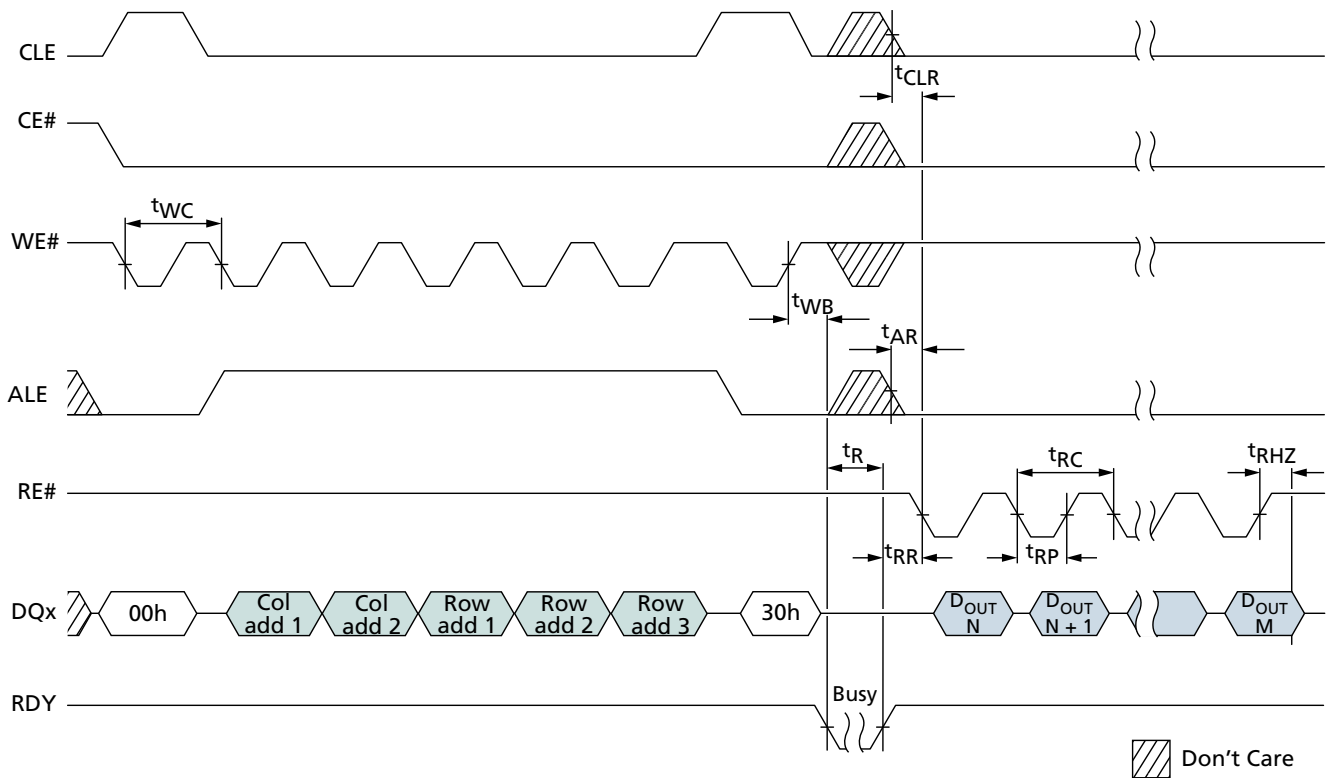 CLE
tCLR
CE#
tWC
WE#
tWB
tAR
ALE
tR
tRC
tRHZ
RE#
tRR
tRP
DQx
00h
Col
add 1
Col
add 2
Row
add 1
Row
add 2
Row
add 3
30h
DOUT
N
DOUT
N + 1
DOUT
M
RDY
Busy
Don't Care